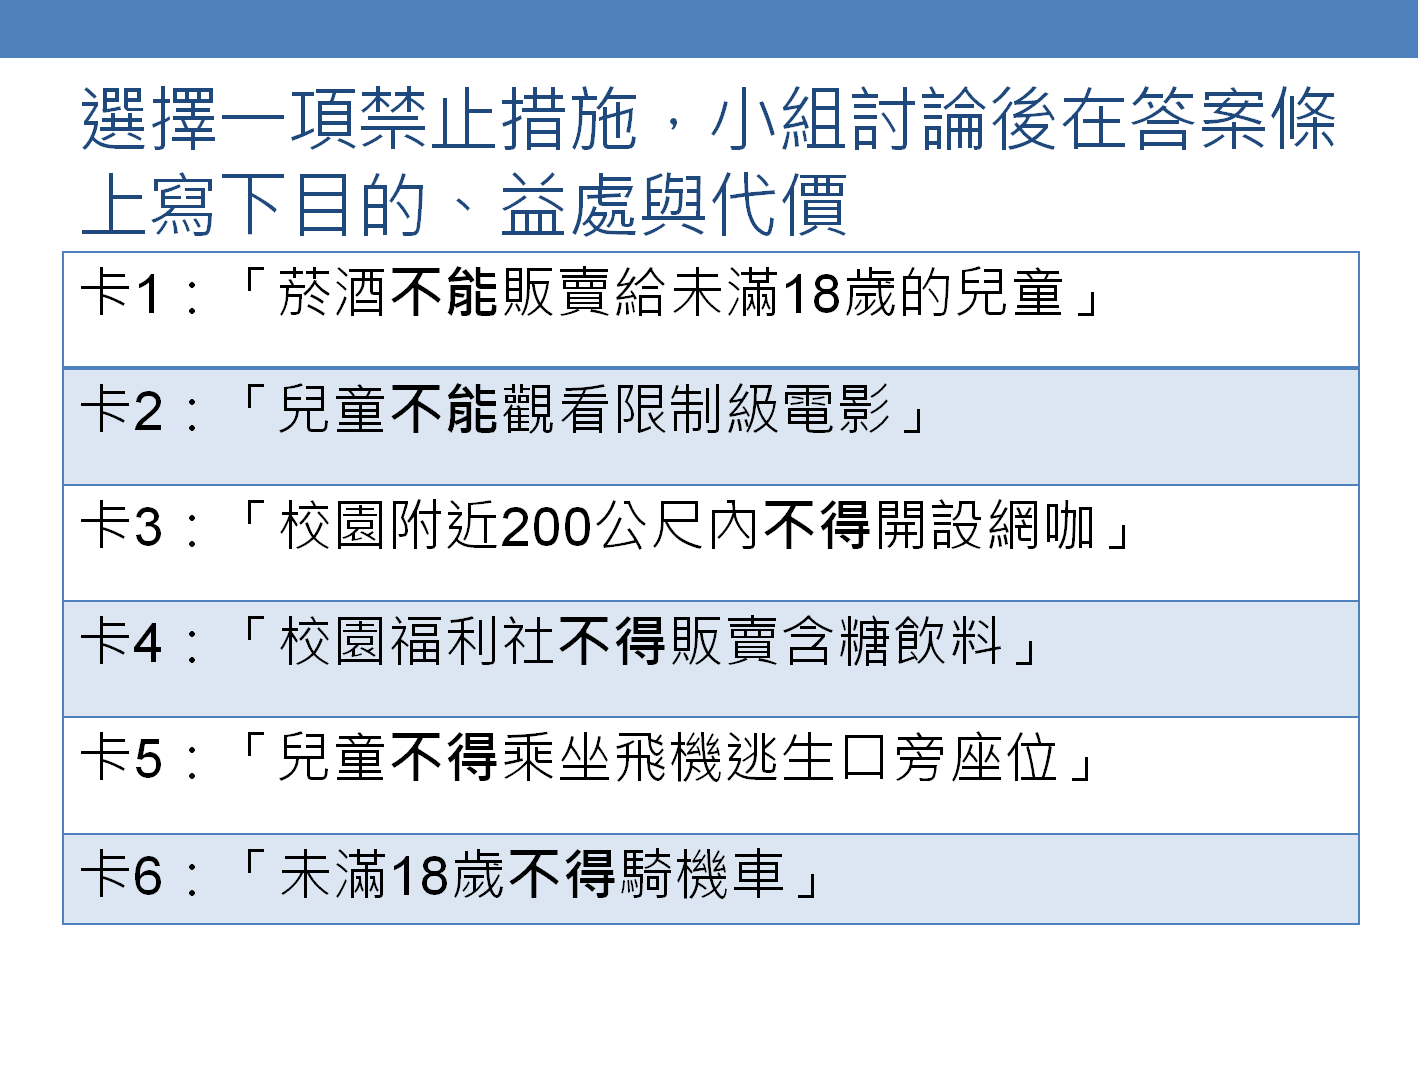 選擇一項禁止措施，小組討論後在答案條
上寫下目的、益處與代價
卡1：「菸酒不能販賣給未滿18歲的兒童」
卡2：「兒童不能觀看限制級電影」
卡3：「校園附近200公尺內不得開設網咖」
卡4：「校園福利社不得販賣含糖飲料」
卡5：「兒童不得乘坐飛機逃生口旁座位」
卡6：「未滿18歲不得騎機車」